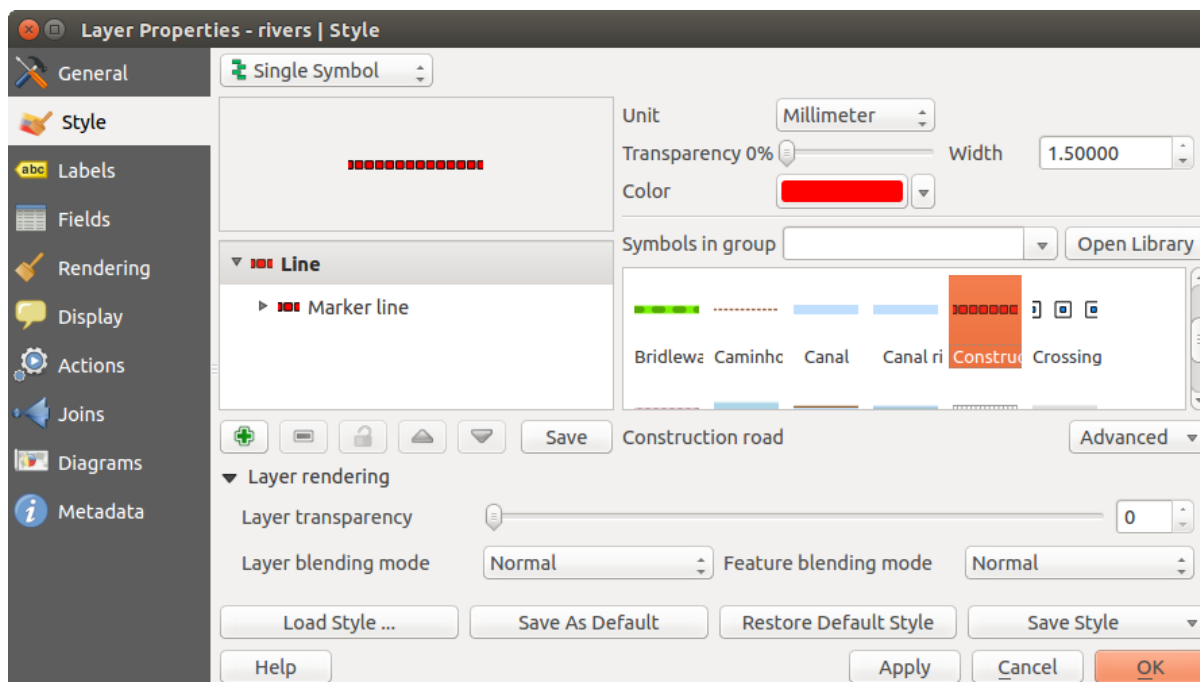 Layer Properties - rivers | Style
General
Style
abc Labels
Fields
Rendering
Display
Actions
Joins
Diagrams
i Metadata
Single Symbol
Unit Millimeter
Transparency 0% Width 1.50000
Color
Symbols in group Open Library
Line
Marker line
Bridlewa Caminho Canal Canal ri Construc Crossing
Save Construction road Advanced
Layer rendering
Layer transparency 0
Layer blending mode Normal Feature blending mode Normal
Load Style ... Save As Default Restore Default Style Save Style
Help Apply Cancel OK